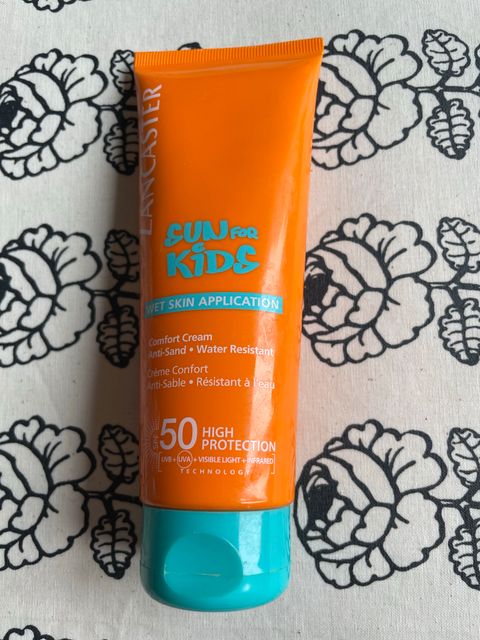 LANCASTER
SUN FOR
KIDS
WET SKIN APPLICATION
Comfort Cream
Anti-Sand • Water Resistant
Crème Confort
Anti-Sable • Résistant à l'eau
SPF 50 HIGH
PROTECTION
UVB + UVA + VISIBLE LIGHT + INFRARED
TECHNOLOGY